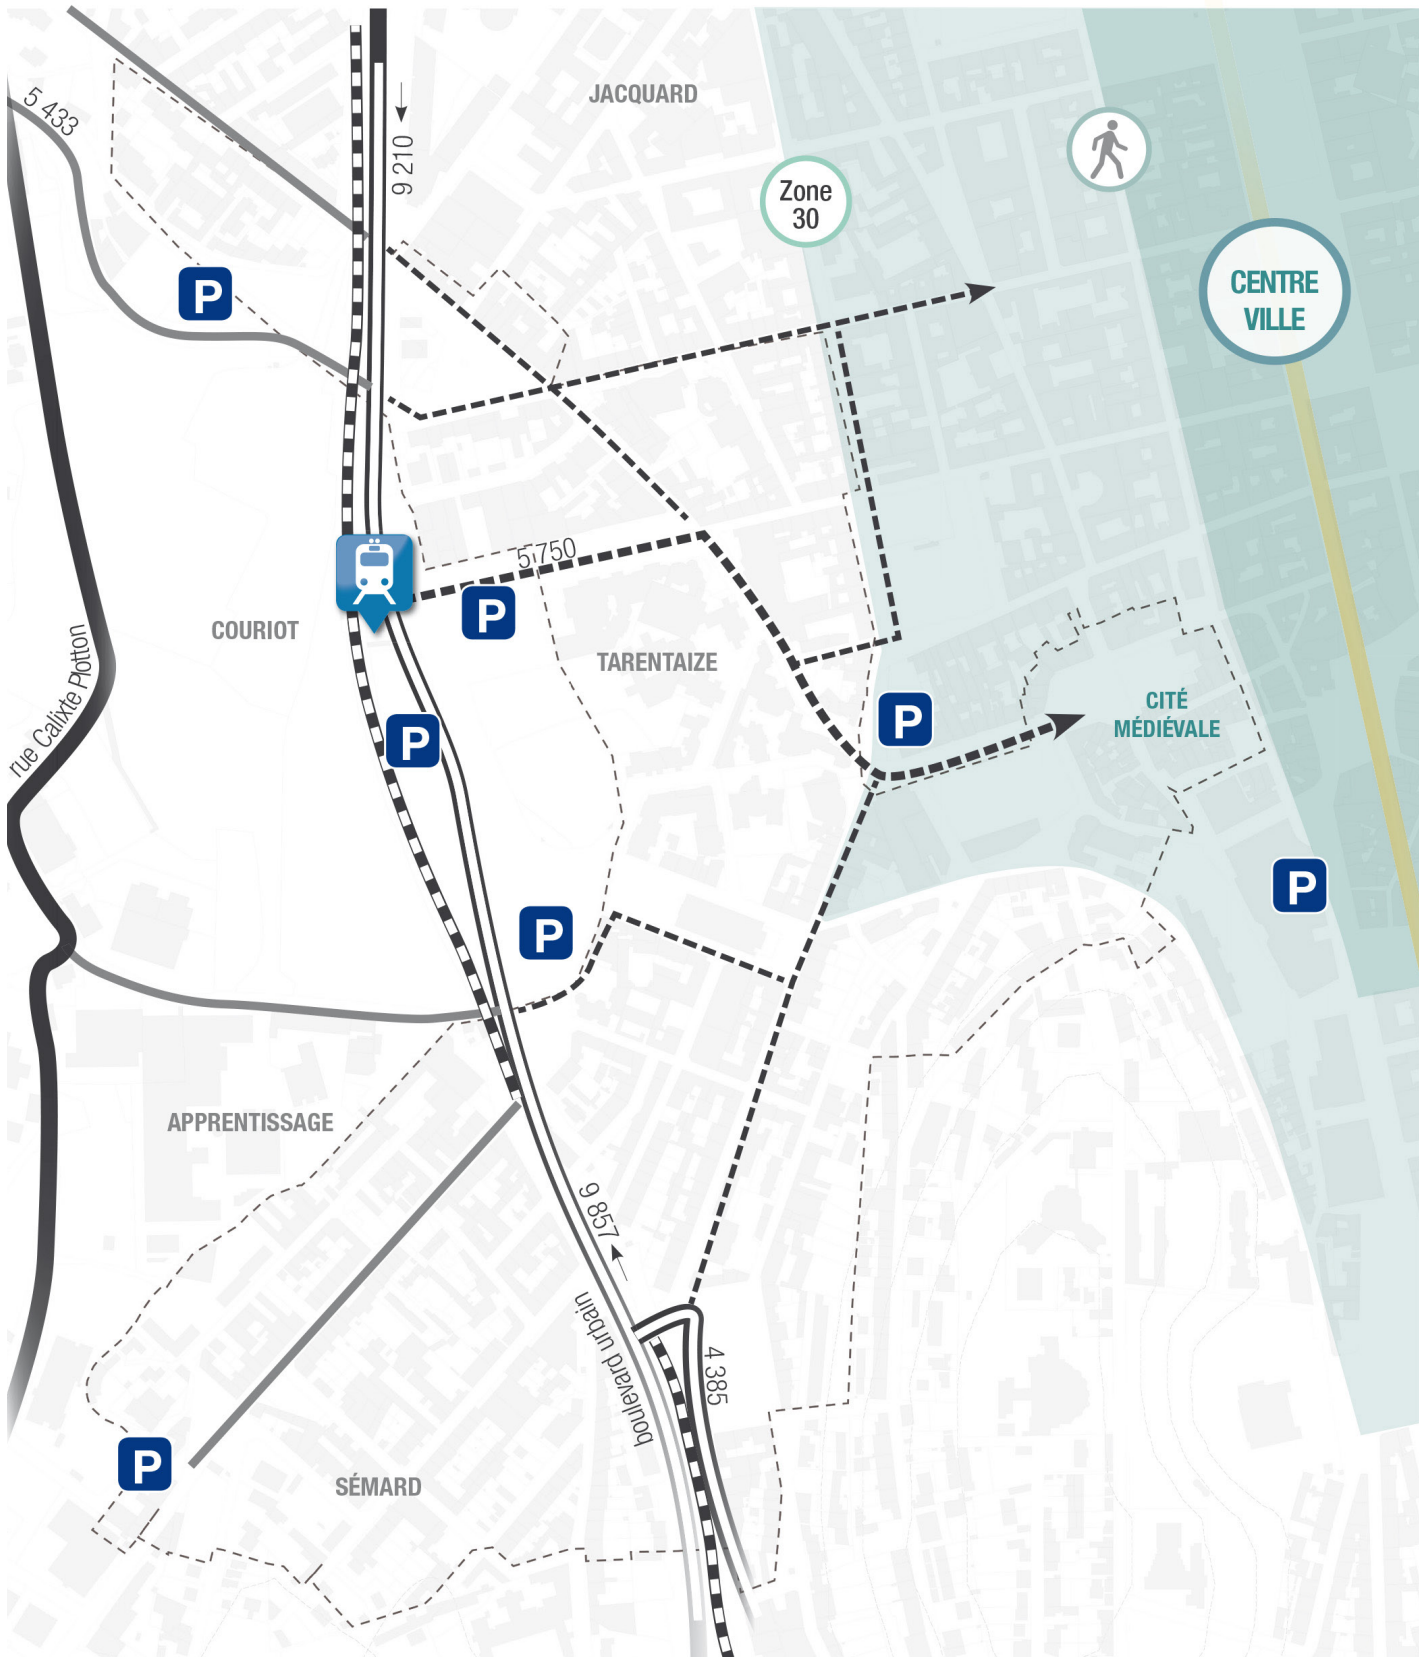 5 433
9 210
JACQUARD
Zone
30
CENTRE
VILLE
P
5 750
P
COURIOT
TARENTAIZE
rue Calixte Plotton
P
P
CITÉ
MÉDIÉVALE
P
P
APPRENTISSAGE
9 857
boulevard urbain
4 385
P
SÉMARD